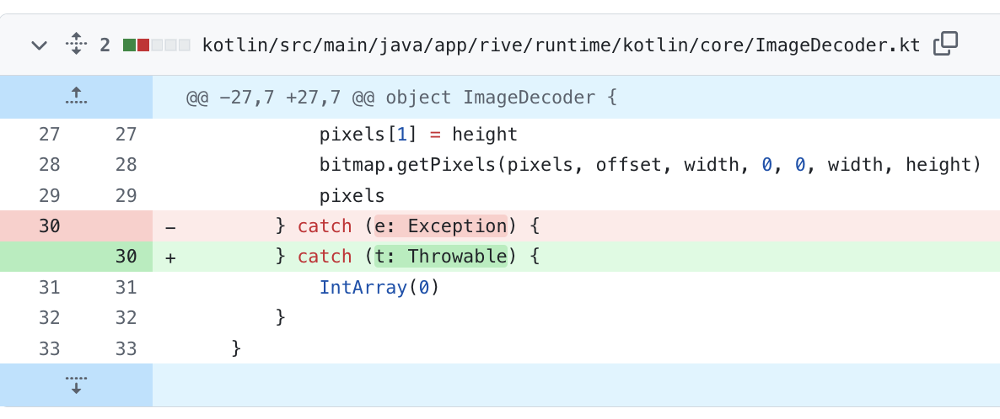 2 kotlin/src/main/java/app/rive/runtime/kotlin/core/ImageDecoder.kt
@@ -27,7 +27,7 @@ object ImageDecoder {
27 27 pixels[1] = height
28 28 bitmap.getPixels(pixels, offset, width, 0, 0, width, height)
29 29 pixels
30 - } catch (e: Exception) {
30 + } catch (t: Throwable) {
31 31 IntArray(0)
32 32 }
33 33 }